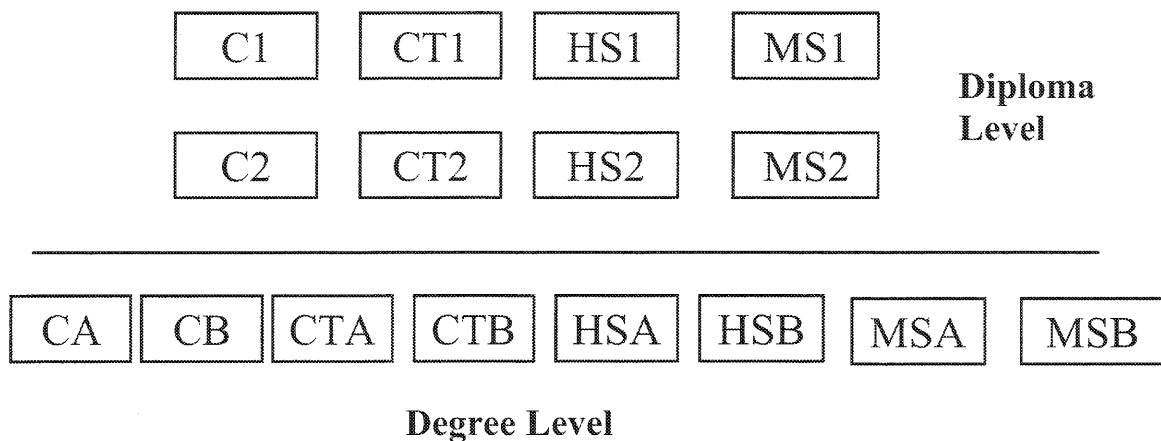 C1 CT1 HS1 MS1
Diploma
Level
C2 CT2 HS2 MS2
CA CB CTA CTB HSA HSB MSA MSB
Degree Level